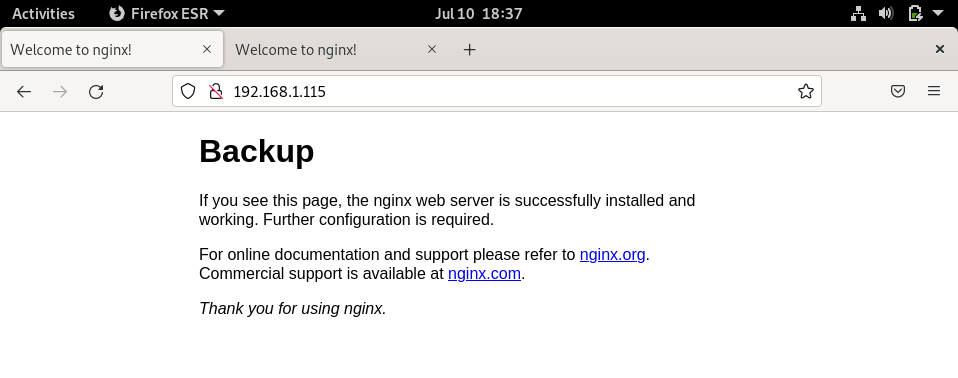 Activities Firefox ESR Jul 10 18:37
Welcome to nginx! Welcome to nginx!
192.168.1.115
Backup
If you see this page, the nginx web server is successfully installed and
working. Further configuration is required.
For online documentation and support please refer to nginx.org.
Commercial support is available at nginx.com.
Thank you for using nginx.